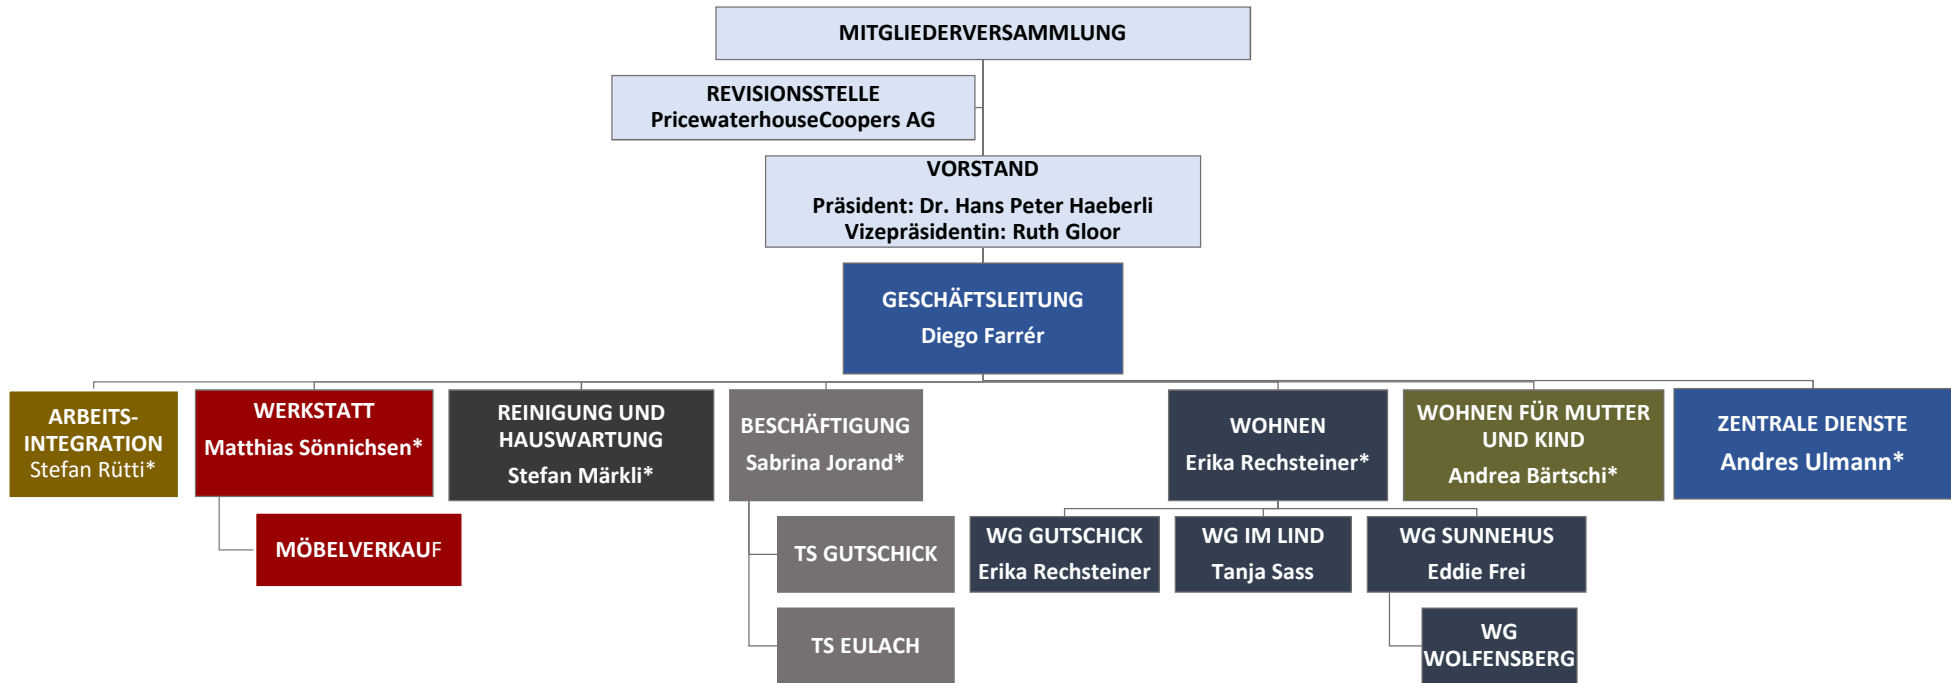 MITGLIEDERVERSAMMLUNG
REVISIONSSTELLE
PricewaterhouseCoopers AG
VORSTAND
Präsident: Dr. Hans Peter Haeberli
Vizepräsidentin: Ruth Gloor
GESCHÄFTSLEITUNG
Diego Farrér
ARBEITS-
INTEGRATION
Stefan Rütti*
WERKSTATT
Matthias Sönnichsen*
REINIGUNG UND
HAUSWARTUNG
Stefan Märkli*
BESCHÄFTIGUNG
Sabrina Jorand*
WOHNEN
Erika Rechsteiner*
WOHNEN FÜR MUTTER
UND KIND
Andrea Bärtschi*
ZENTRALE DIENSTE
Andres Ulmann*
MÖBELVERKAUF
TS GUTSCHICK
TS EULACH
WG GUTSCHICK
Erika Rechsteiner
WG IM LIND
Tanja Sass
WG SUNNEHUS
Eddie Frei
WG
WOLFENSBERG